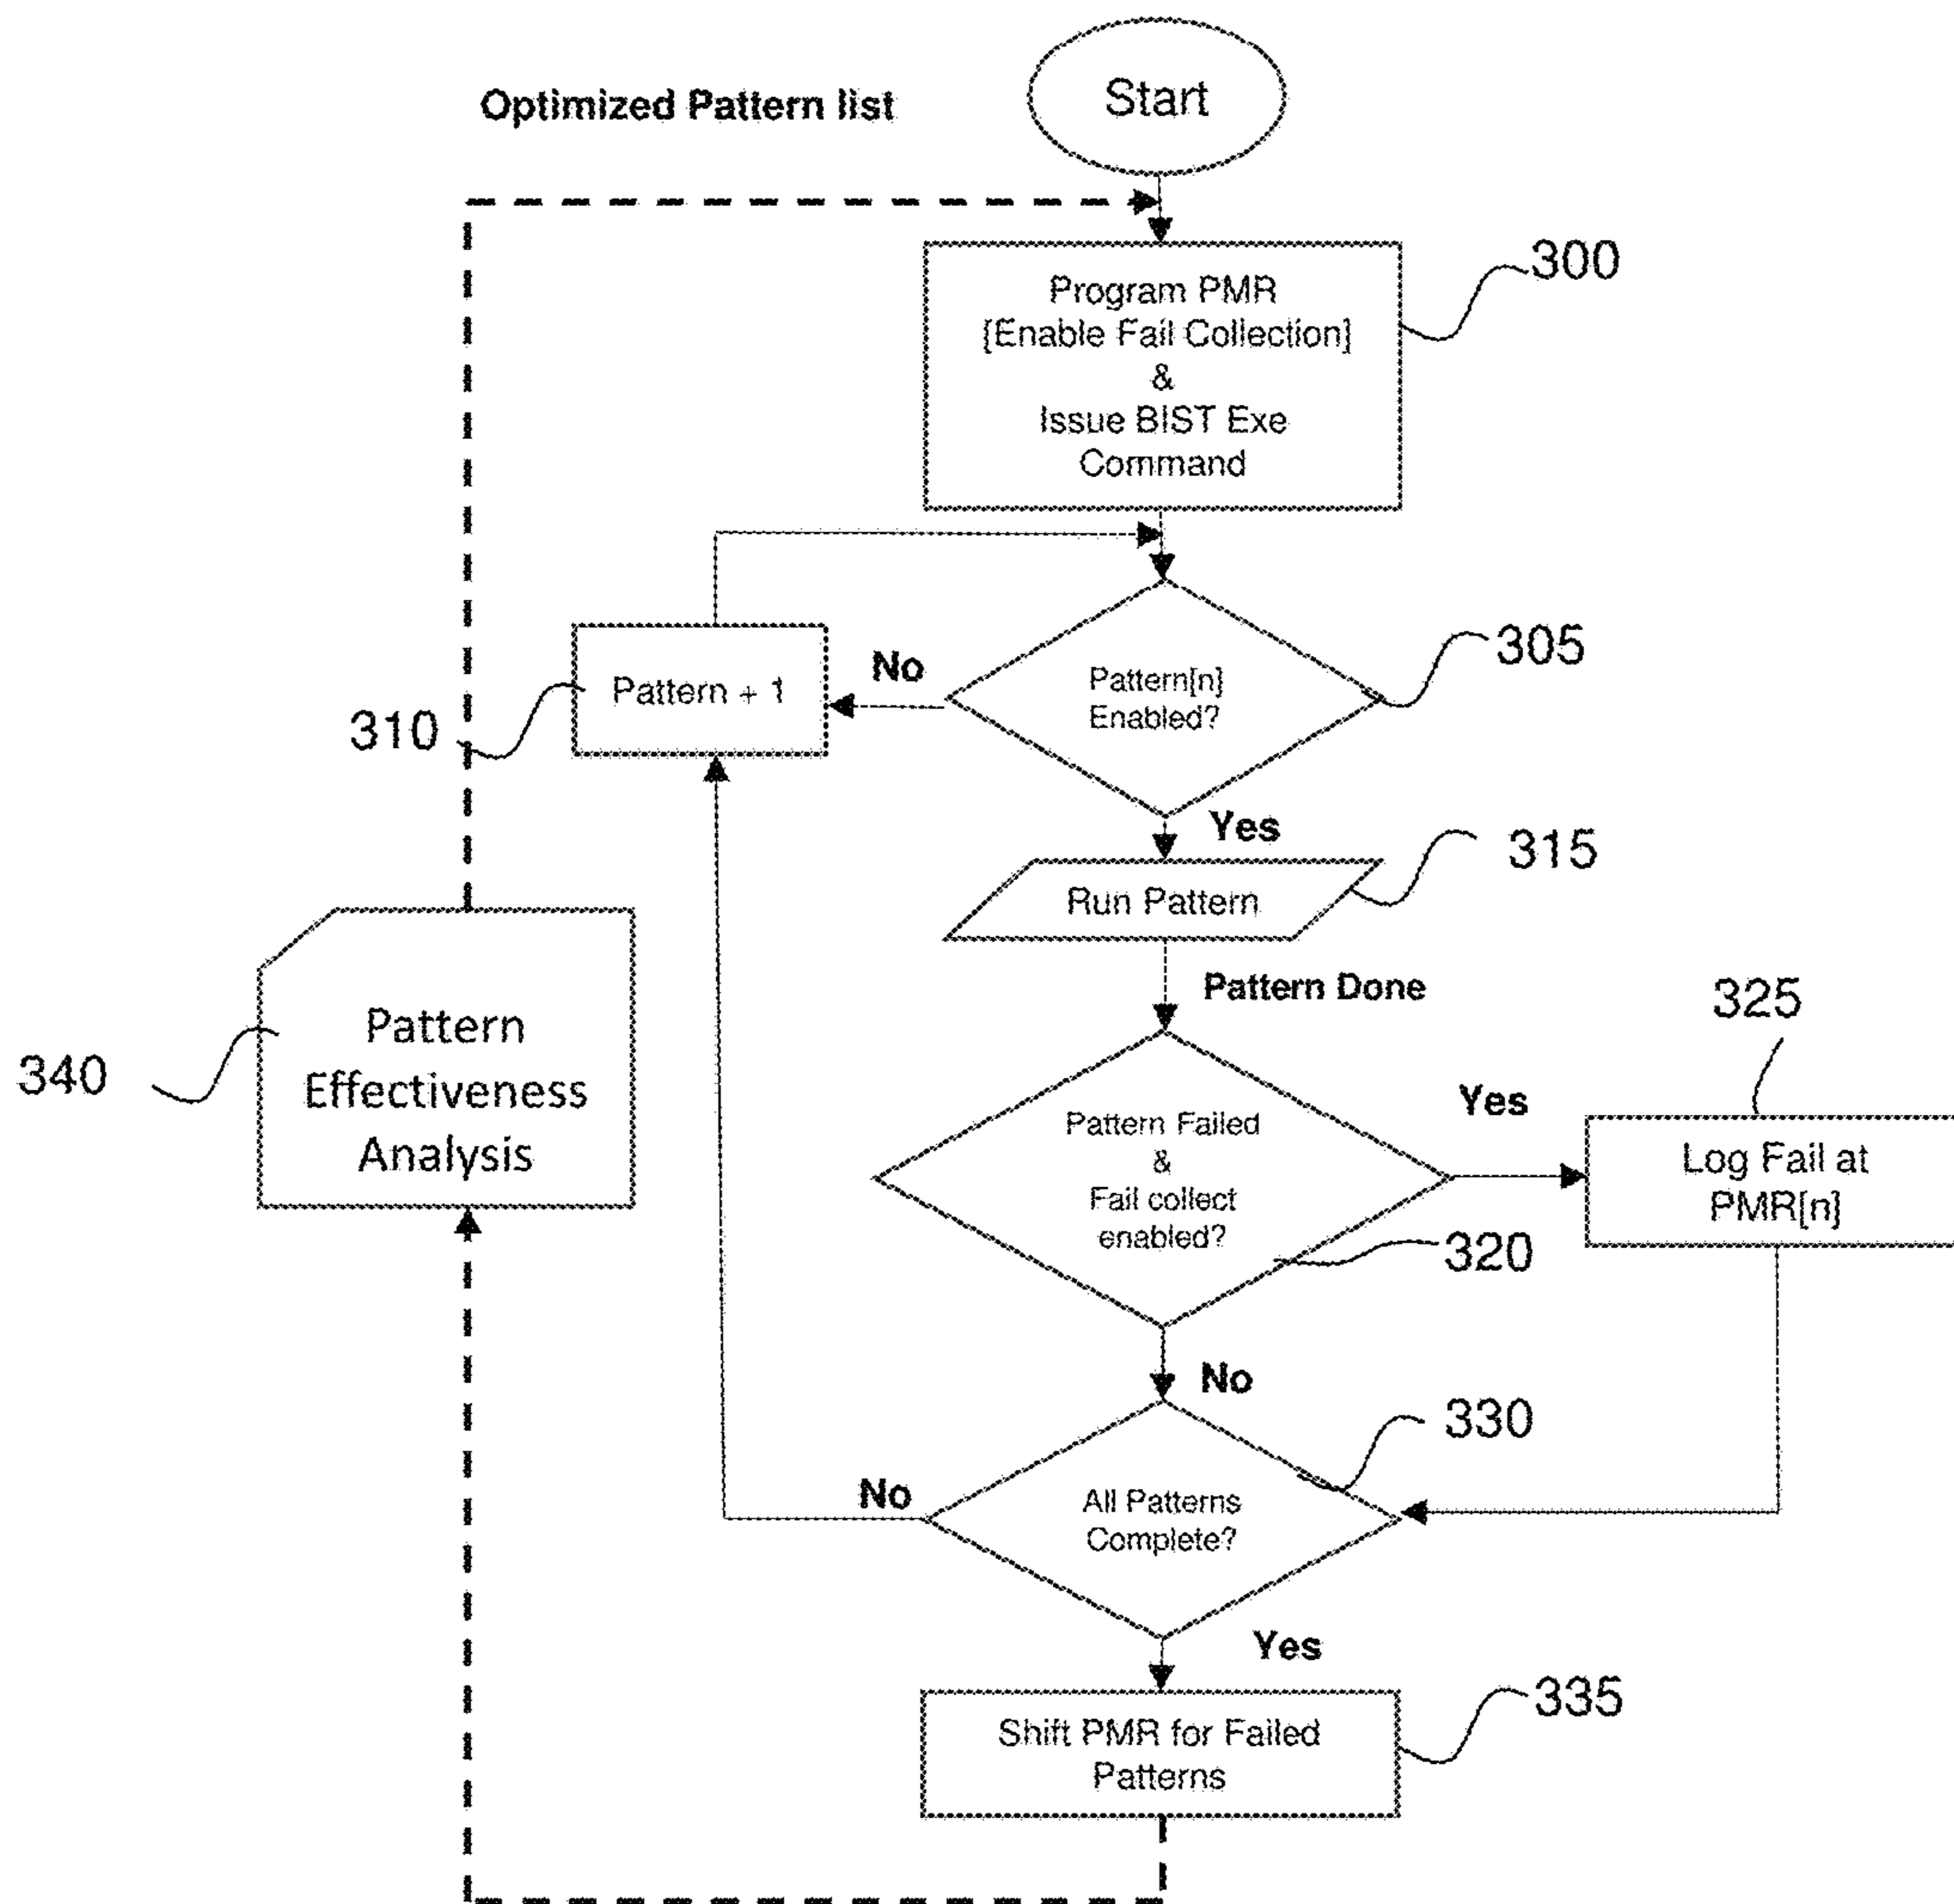 Optimized Pattern list
Start
300
Program PMR
[Enable Fail Collection]
&
Issue BIST Exe
Command
305
Pattern[n]
Enabled?
No
Pattern + 1
310
Yes
315
Run Pattern
Pattern Done
325
340
Pattern
Effectiveness
Analysis
Pattern Failed
&
Fail collect
enabled?
Yes
Log Fail at
PMR[n]
320
No
330
No
All Patterns
Complete?
Yes
335
Shift PMR for Failed
Patterns